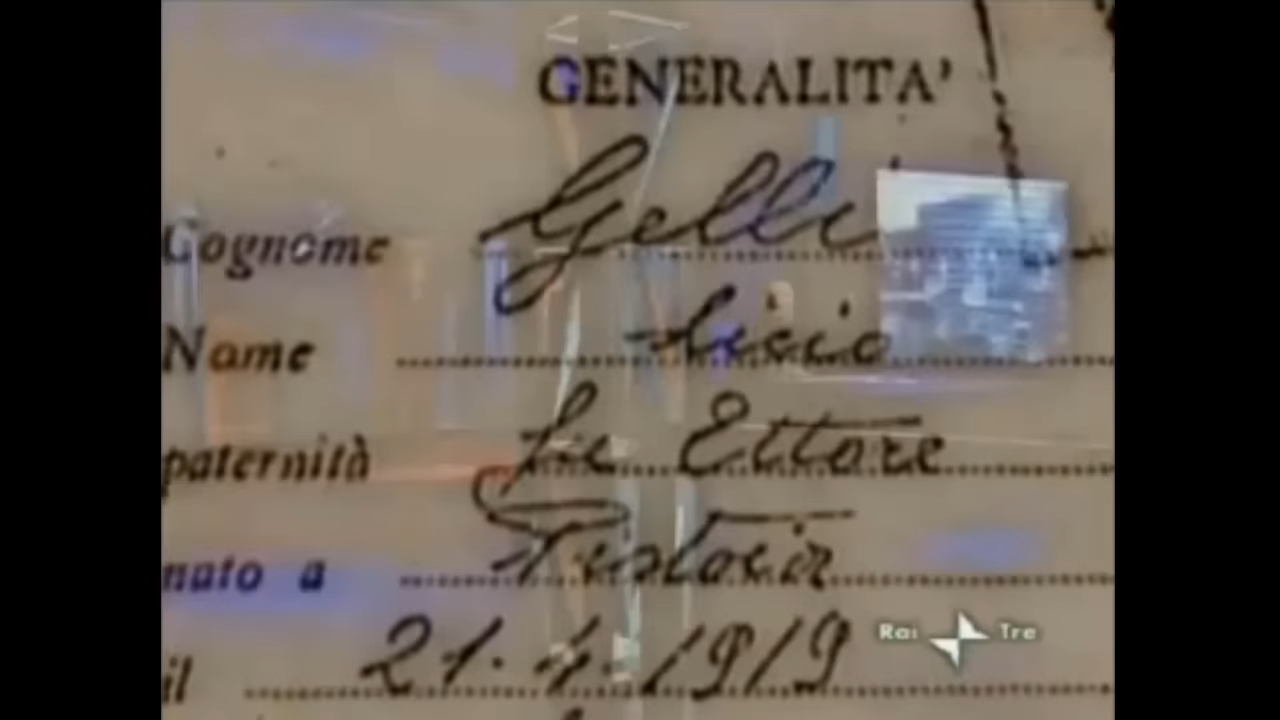 GENERALITA'
Cognome Gelli
Name Licio
paternità fu Ettore
nato a Pistoia
il 21.4.1919
Rai Tre